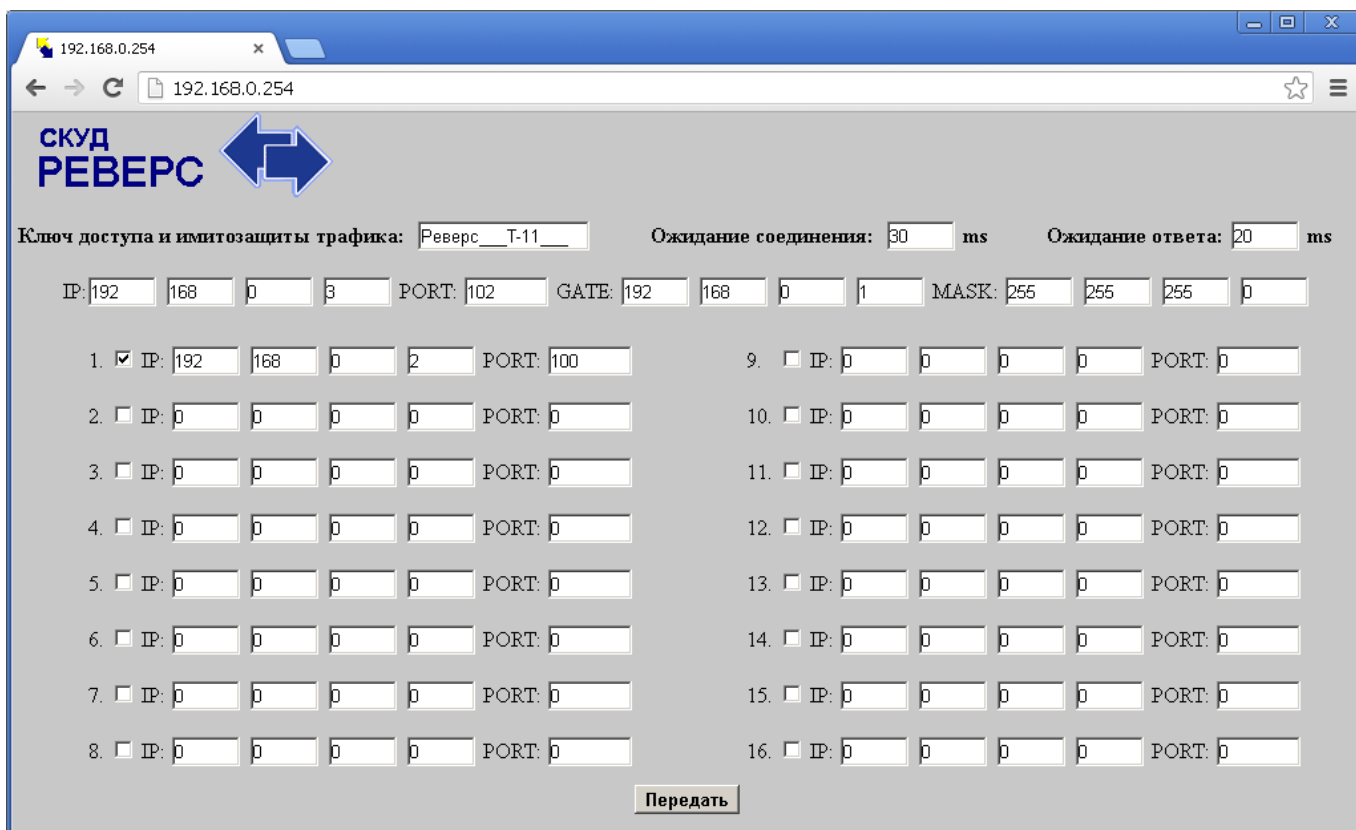 192.168.0.254
192.168.0.254
СКУД
РЕВЕРС
Ключ доступа и имитозащиты трафика: Реверс___Т-11___ Ожидание соединения: 30 ms Ожидание ответа: 20 ms
IP: 192 168 0 3 PORT: 102 GATE: 192 168 0 1 MASK: 255 255 255 0
1. IP: 192 168 0 2 PORT: 100 9. IP: 0 0 0 0 PORT: 0
2. IP: 0 0 0 0 PORT: 0 10. IP: 0 0 0 0 PORT: 0
3. IP: 0 0 0 0 PORT: 0 11. IP: 0 0 0 0 PORT: 0
4. IP: 0 0 0 0 PORT: 0 12. IP: 0 0 0 0 PORT: 0
5. IP: 0 0 0 0 PORT: 0 13. IP: 0 0 0 0 PORT: 0
6. IP: 0 0 0 0 PORT: 0 14. IP: 0 0 0 0 PORT: 0
7. IP: 0 0 0 0 PORT: 0 15. IP: 0 0 0 0 PORT: 0
8. IP: 0 0 0 0 PORT: 0 16. IP: 0 0 0 0 PORT: 0
Передать